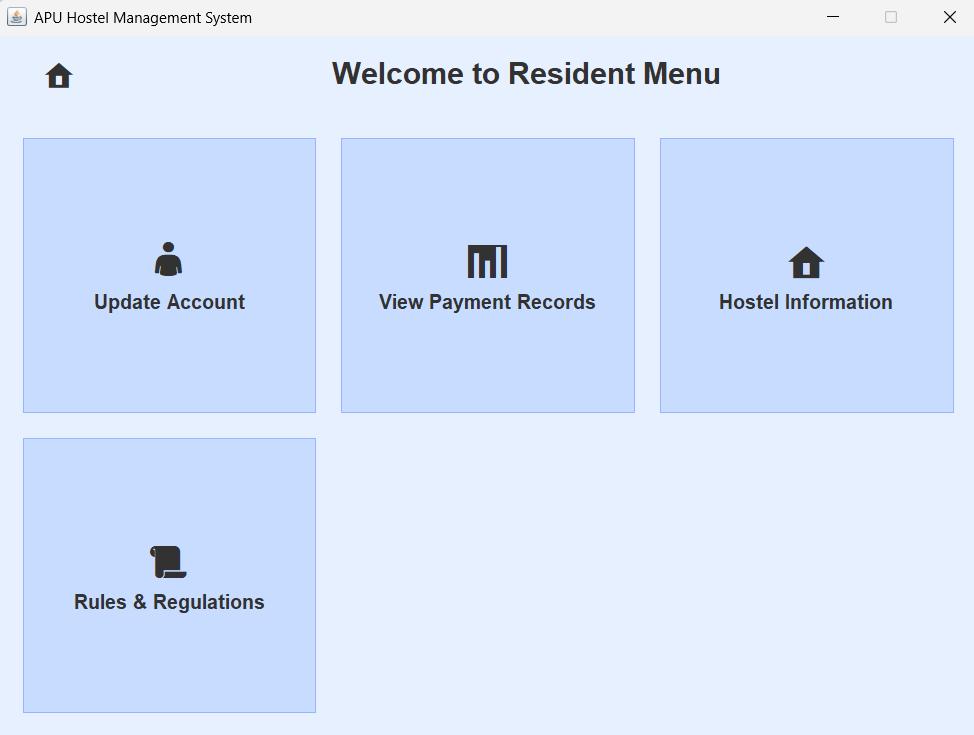 APU Hostel Management System
Welcome to Resident Menu
Update Account
View Payment Records
Hostel Information
Rules & Regulations